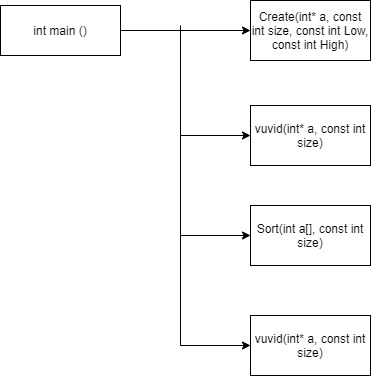 int main ()
Create(int* a, const
int size, const int Low,
const int High)
vuvid(int* a, const int
size)
Sort(int a[], const int
size)
vuvid(int* a, const int
size)